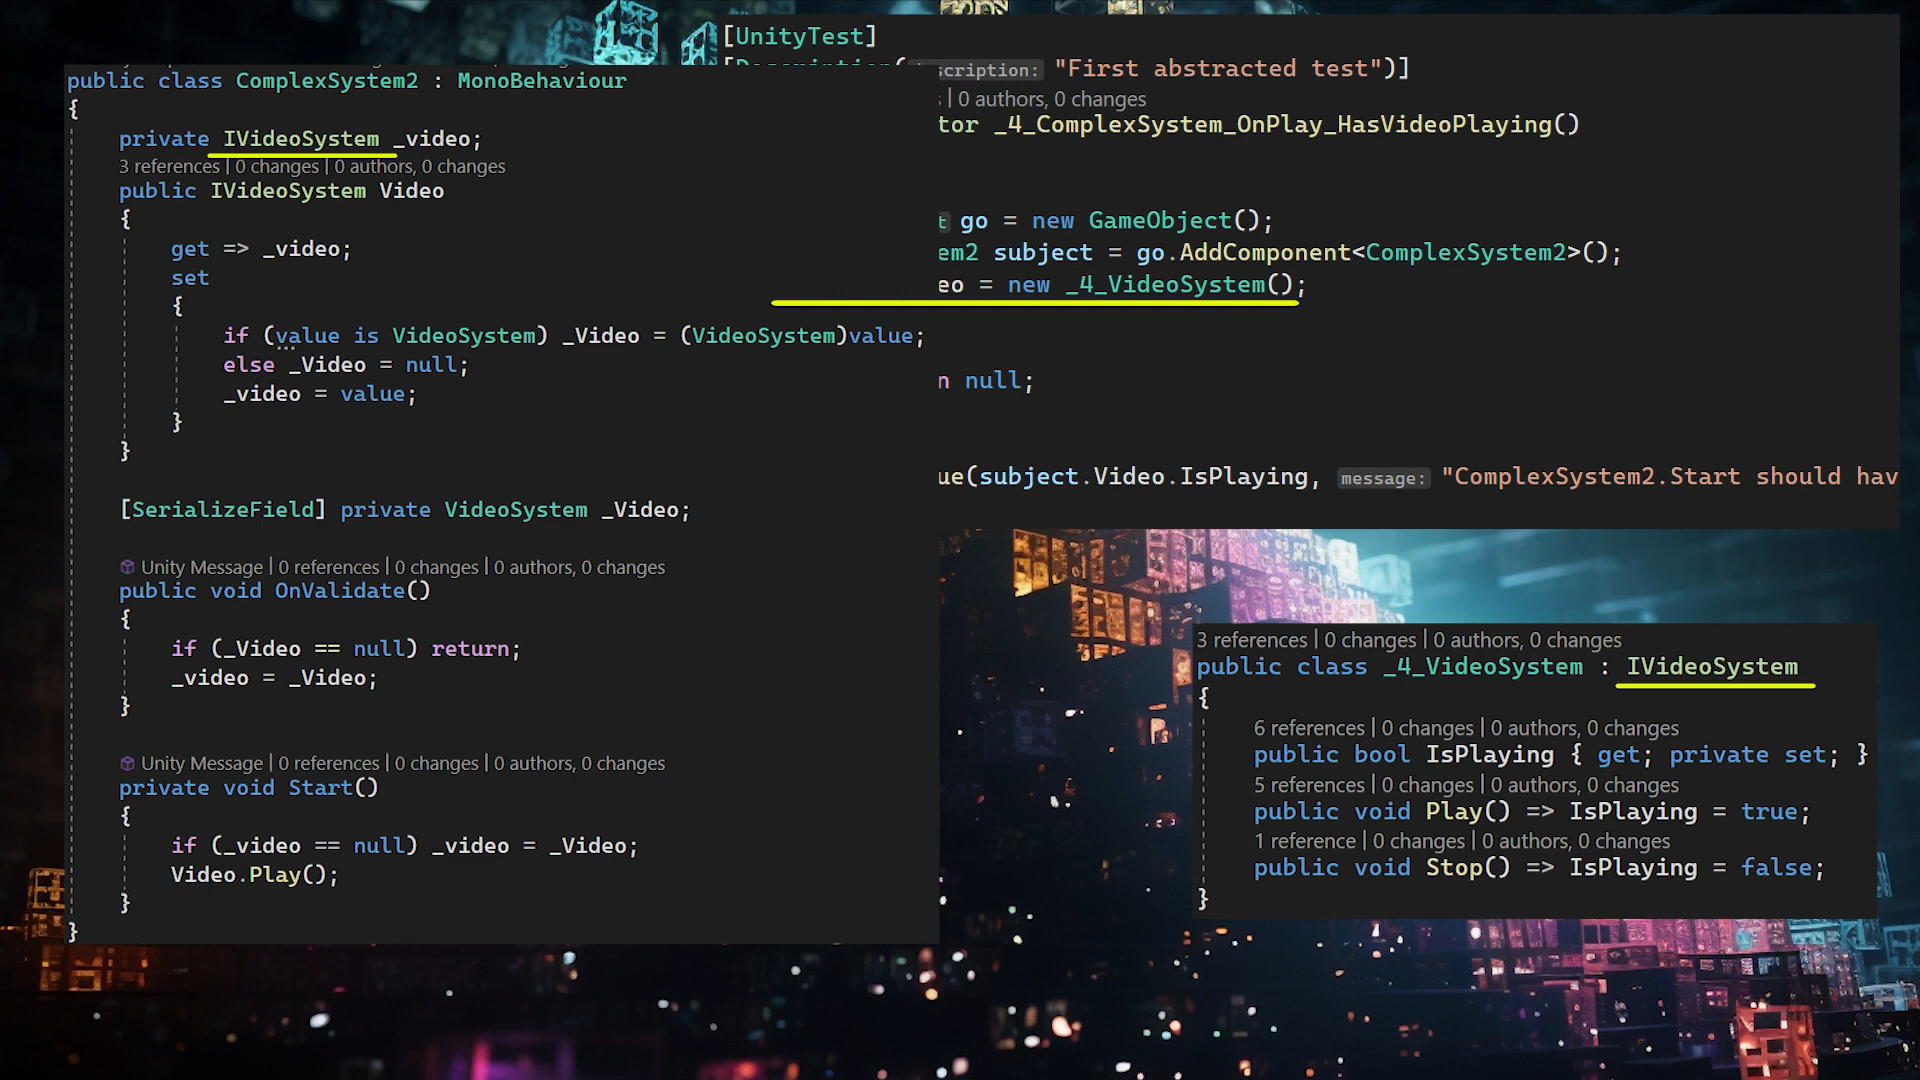 public class ComplexSystem2 : MonoBehaviour
{
private IVideoSystem _video;
3 references | 0 changes | 0 authors, 0 changes
public IVideoSystem Video
{
get => _video;
set
{
if (value is VideoSystem) _Video = (VideoSystem)value;
else _Video = null;
_video = value;
}
}
[SerializeField] private VideoSystem _Video;
Unity Message | 0 references | 0 changes | 0 authors, 0 changes
public void OnValidate()
{
if (_Video == null) return;
_video = _Video;
}
Unity Message | 0 references | 0 changes | 0 authors, 0 changes
private void Start()
{
if (_video == null) _video = _Video;
Video.Play();
}
}
[UnityTest]
scription: "First abstracted test")]
| 0 authors, 0 changes
tor _4_ComplexSystem_OnPlay_HasVideoPlaying()
t go = new GameObject();
em2 subject = go.AddComponent<ComplexSystem2>();
eo = new _4_VideoSystem();
n null;
ue(subject.Video.IsPlaying, message: "ComplexSystem2.Start should hav
3 references | 0 changes | 0 authors, 0 changes
public class _4_VideoSystem : IVideoSystem
{
6 references | 0 changes | 0 authors, 0 changes
public bool IsPlaying { get; private set; }
5 references | 0 changes | 0 authors, 0 changes
public void Play() => IsPlaying = true;
1 reference | 0 changes | 0 authors, 0 changes
public void Stop() => IsPlaying = false;
}